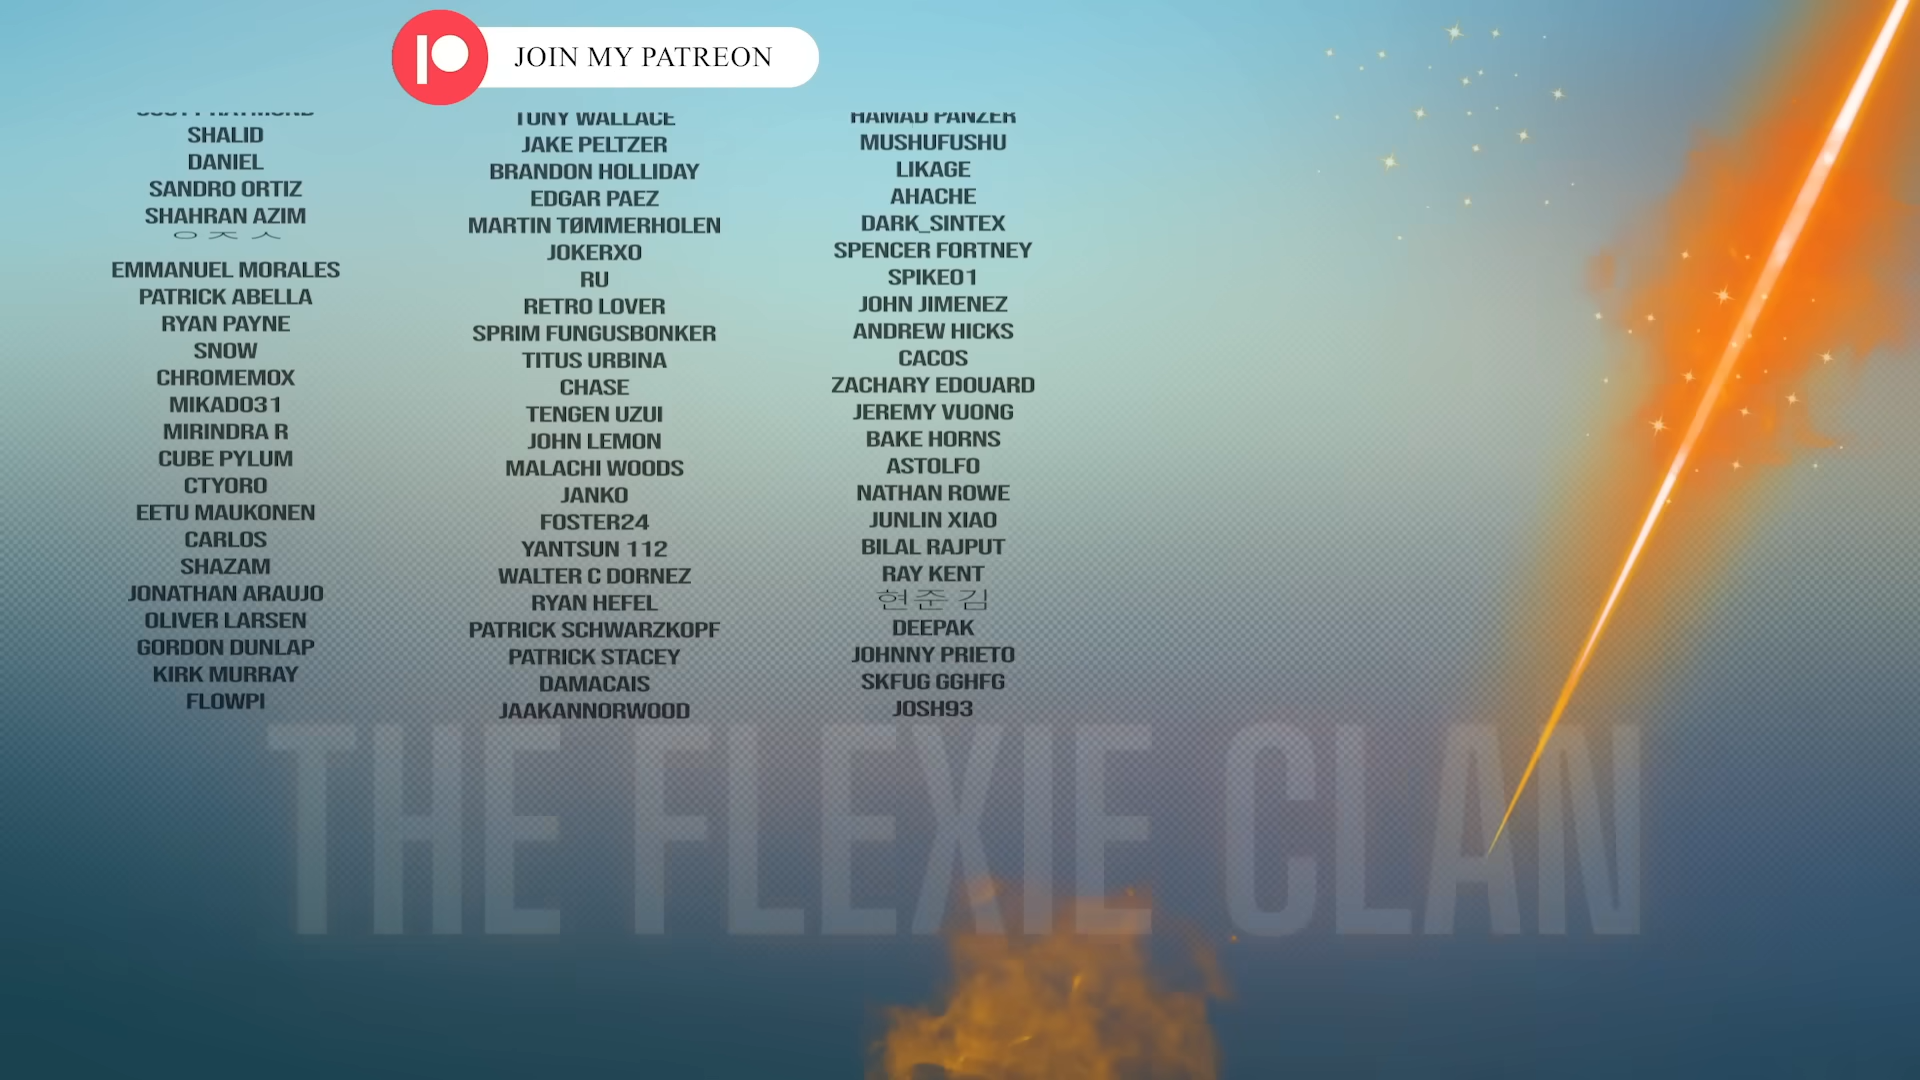 JOIN MY PATREON
SHALID
DANIEL
SANDRO ORTIZ
SHAHRAN AZIM
ㅇㅈㅅ
EMMANUEL MORALES
PATRICK ABELLA
RYAN PAYNE
SNOW
CHROMEMOX
MIKADO31
MIRINDRA R
CUBE PYLUM
CTYORO
EETU MAUKONEN
CARLOS
SHAZAM
JONATHAN ARAUJO
OLIVER LARSEN
GORDON DUNLAP
KIRK MURRAY
FLOWPI
TONY WALLACE
JAKE PELTZER
BRANDON HOLLIDAY
EDGAR PAEZ
MARTIN TØMMERHOLEN
JOKERXO
RU
RETRO LOVER
SPRIM FUNGUSBONKER
TITUS URBINA
CHASE
TENGEN UZUI
JOHN LEMON
MALACHI WOODS
JANKO
FOSTER24
YANTSUN 112
WALTER C DORNEZ
RYAN HEFEL
PATRICK SCHWARZKOPF
PATRICK STACEY
DAMACAIS
JAAKANNORWOOD
HAMAD PANZER
MUSHUFUSHU
LIKAGE
AHACHE
DARK_SINTEX
SPENCER FORTNEY
SPIKE01
JOHN JIMENEZ
ANDREW HICKS
CACOS
ZACHARY EDOUARD
JEREMY VUONG
BAKE HORNS
ASTOLFO
NATHAN ROWE
JUNLIN XIAO
BILAL RAJPUT
RAY KENT
현준 김
DEEPAK
JOHNNY PRIETO
SKFUG GGHFG
JOSH93
THE FLEXIE CLAN